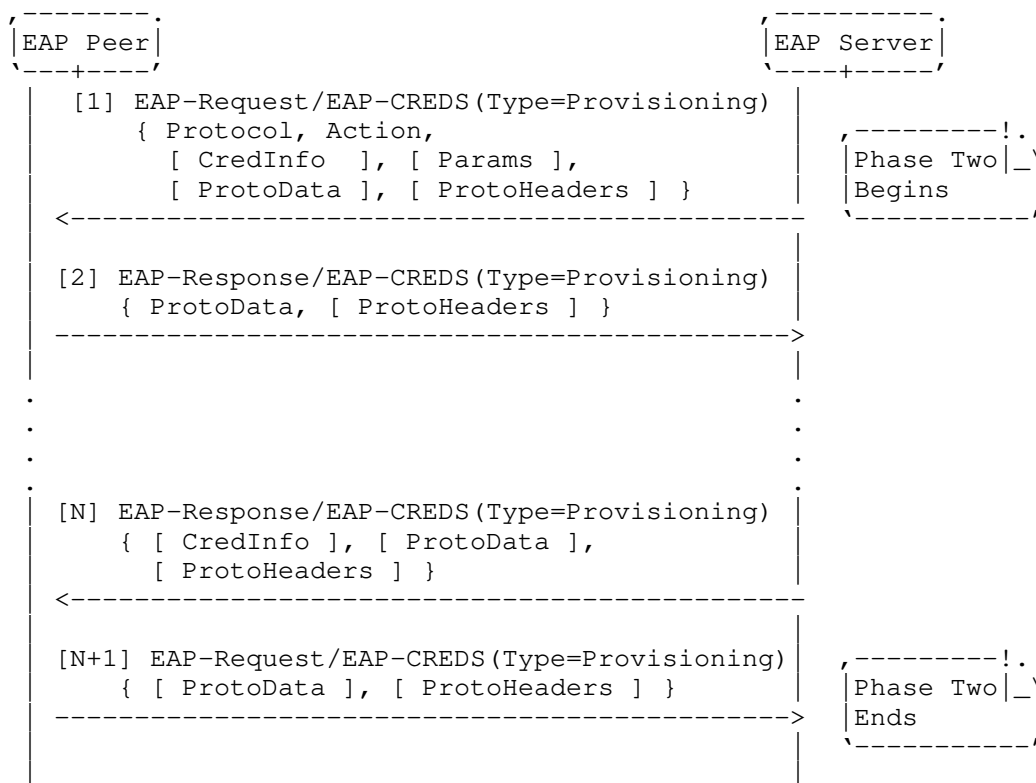 EAP Peer EAP Server
[1] EAP-Request/EAP-CREDS(Type=Provisioning)
{ Protocol, Action,
[ CredInfo ], [ Params ], Phase Two
[ ProtoData ], [ ProtoHeaders ] } Begins
[2] EAP-Response/EAP-CREDS(Type=Provisioning)
{ ProtoData, [ ProtoHeaders ] }
[N] EAP-Response/EAP-CREDS(Type=Provisioning)
{ [ CredInfo ], [ ProtoData ],
[ ProtoHeaders ] }
[N+1] EAP-Request/EAP-CREDS(Type=Provisioning)
{ [ ProtoData ], [ ProtoHeaders ] } Phase Two
Ends